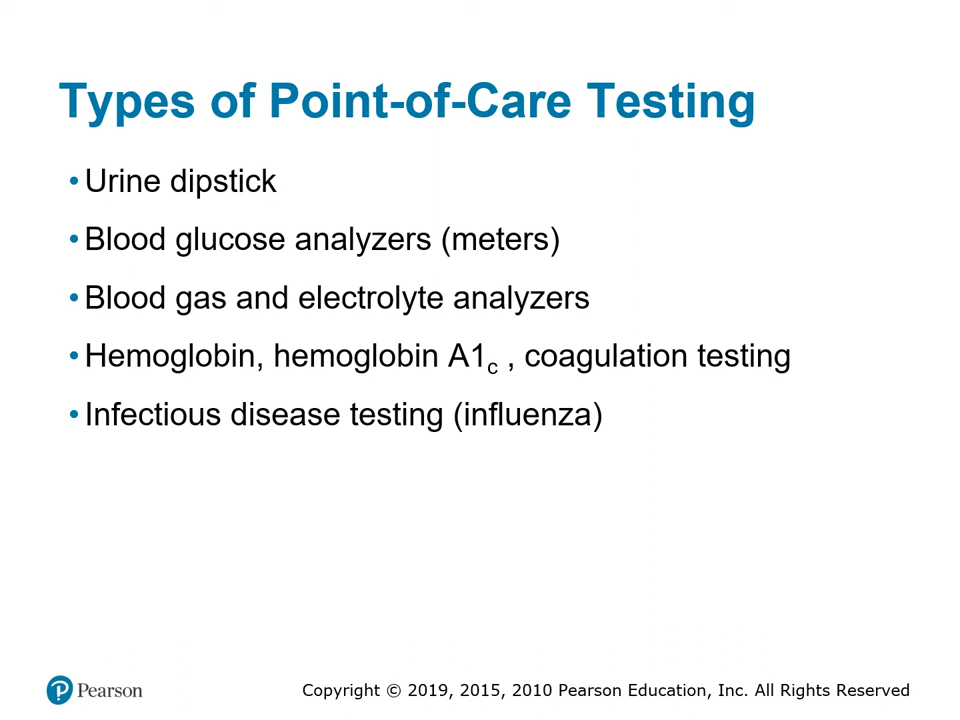 Types of Point-of-Care Testing
• Urine dipstick
• Blood glucose analyzers (meters)
• Blood gas and electrolyte analyzers
• Hemoglobin, hemoglobin A1c , coagulation testing
• Infectious disease testing (influenza)
Pearson
Copyright © 2019, 2015, 2010 Pearson Education, Inc. All Rights Reserved